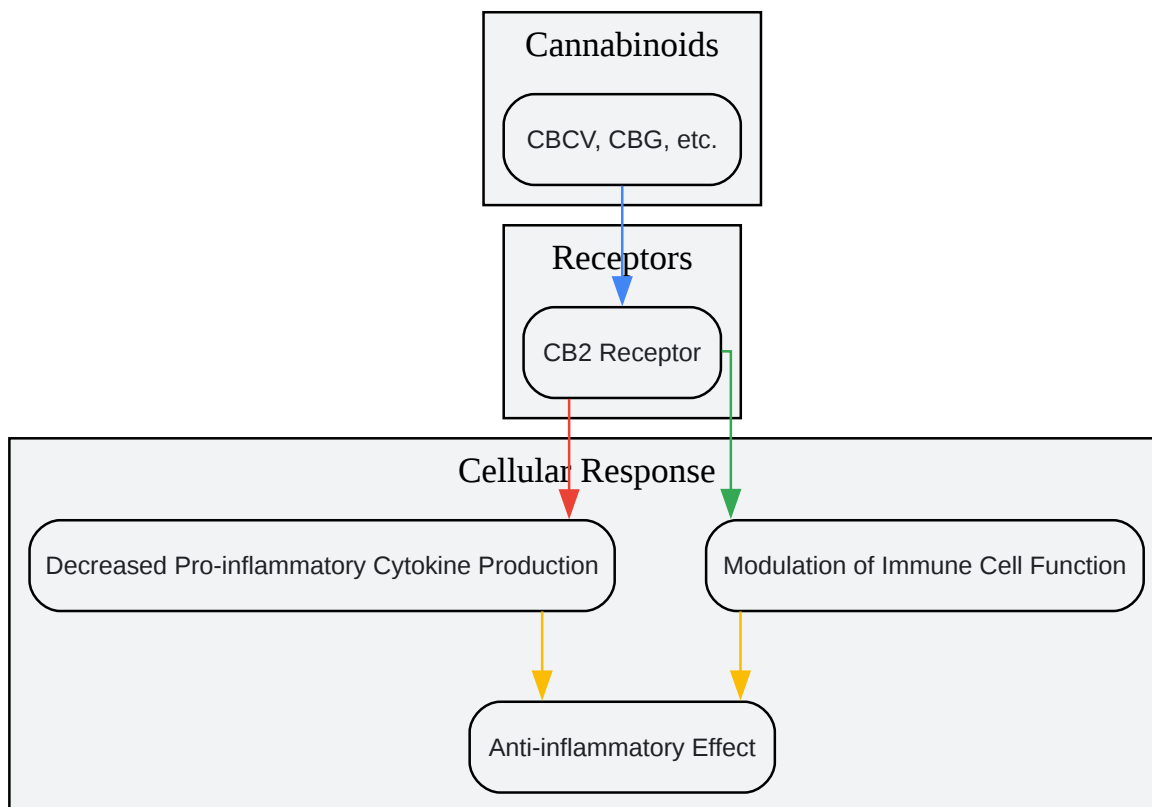 Cannabinoids
CBCV, CBG, etc.
Receptors
CB2 Receptor
Cellular Response
Decreased Pro-inflammatory Cytokine Production
Modulation of Immune Cell Function
Anti-inflammatory Effect